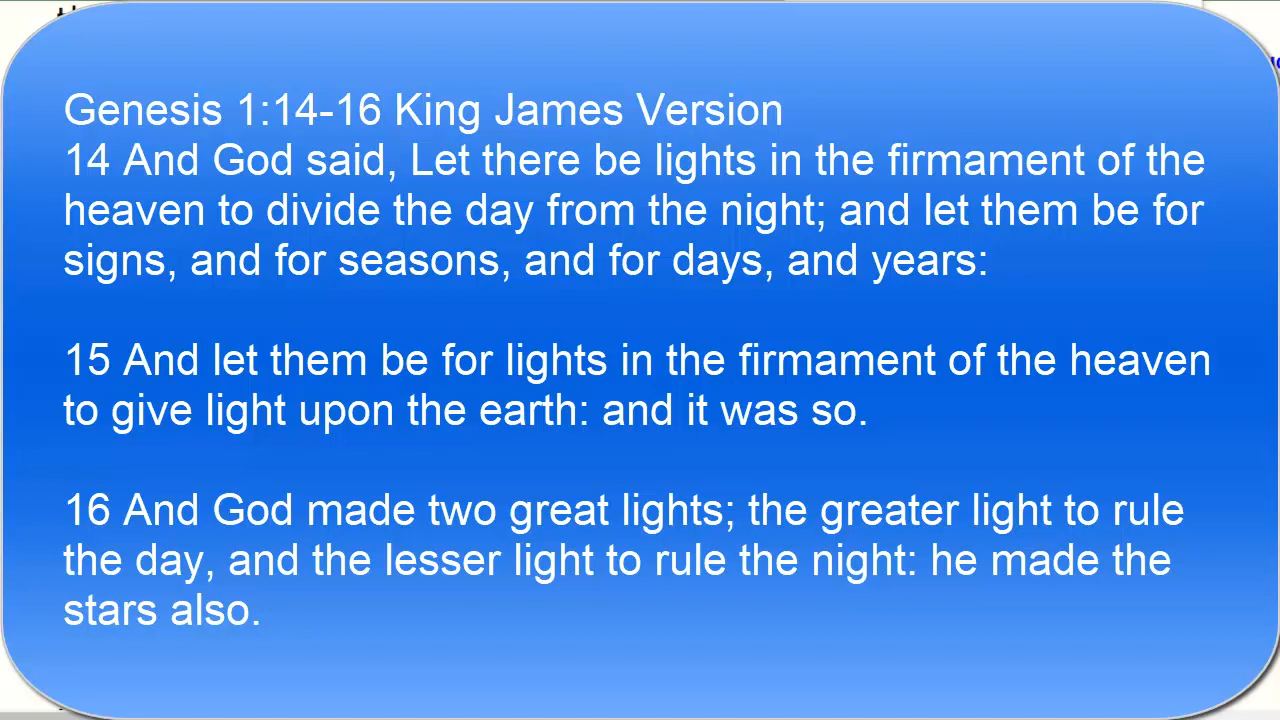 Genesis 1:14-16 King James Version
14 And God said, Let there be lights in the firmament of the
heaven to divide the day from the night; and let them be for
signs, and for seasons, and for days, and years:
15 And let them be for lights in the firmament of the heaven
to give light upon the earth: and it was so.
16 And God made two great lights; the greater light to rule
the day, and the lesser light to rule the night: he made the
stars also.